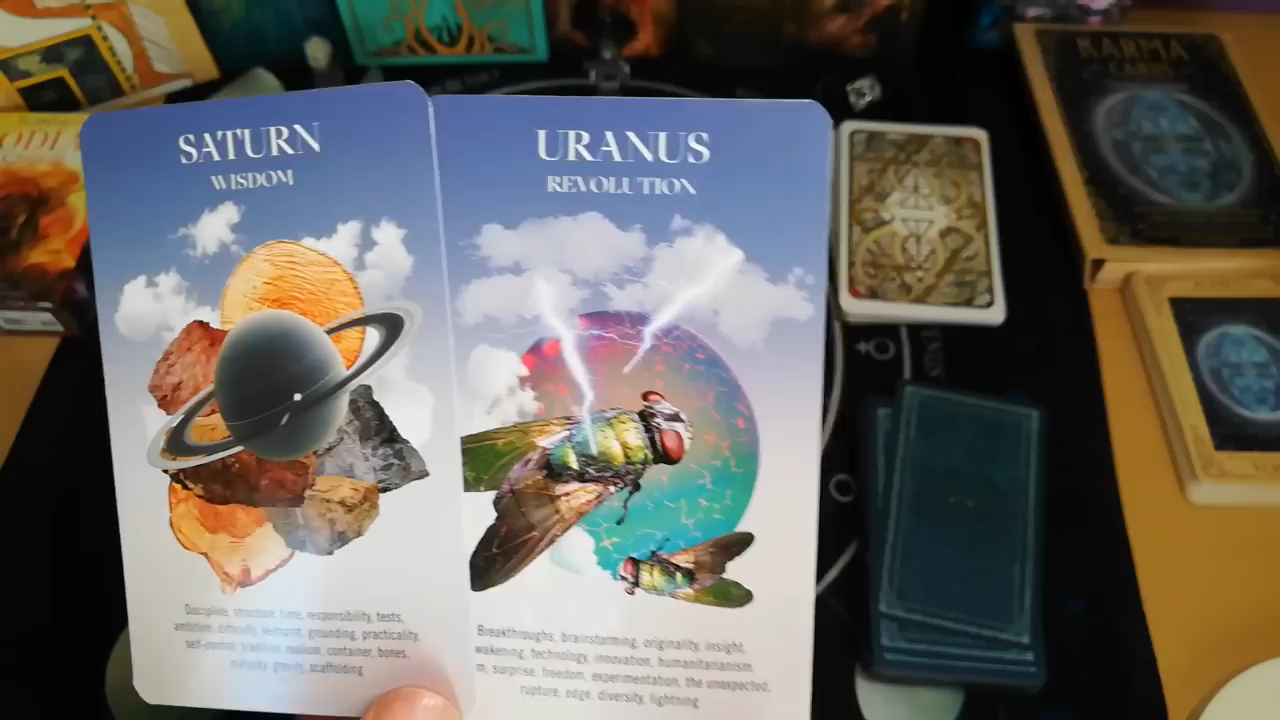 SATURN
WISDOM
Discipline, structure, time, responsibility, tests,
ambition, difficulty, restraint, grounding, practicality,
self-control, tradition, realism, container, bones,
maturity, gravity, scaffolding
URANUS
REVOLUTION
Breakthroughs, brainstorming, originality, insight,
wakening, technology, innovation, humanitarianism,
m, surprise, freedom, experimentation, the unexpected,
rupture, edge, diversity, lightning
KARMA
CARDS